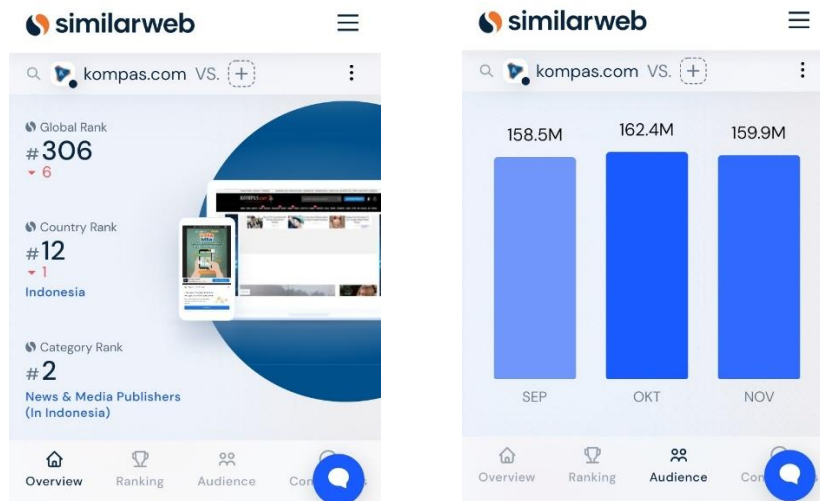 similarweb
kompas.com VS.
Global Rank
#306
6
Country Rank
#12
1
Indonesia
Category Rank
#2
News & Media Publishers
(In Indonesia)
Overview Ranking Audience
similarweb
kompas.com VS.
158.5M 162.4M 159.9M
SEP OKT NOV
Overview Ranking Audience